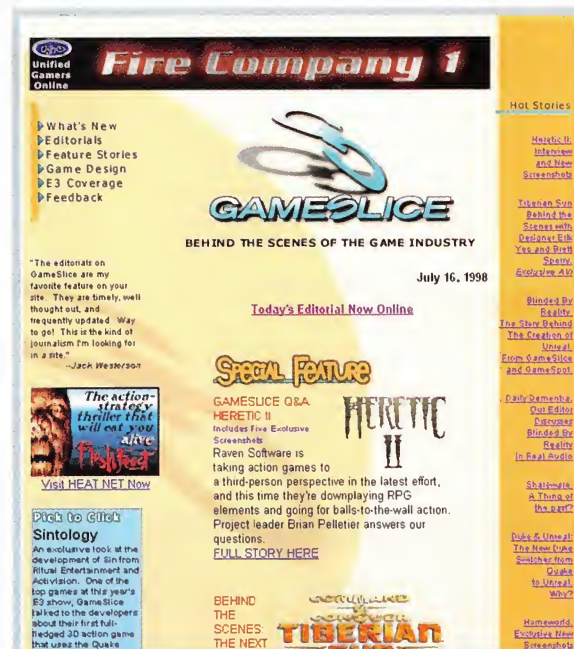 Unified
Gamers
Online
Fire Company 1
What's New
Editorials
Feature Stories
Game Design
E3 Coverage
Feedback
GAMESLICE
BEHIND THE SCENES OF THE GAME INDUSTRY
July 16, 1998
Today's Editorial Now Online
"The editorials on
GameSlice are my
favorite feature on your
site. They are timely, well
thought out, and
frequently updated. Way
to go! This is the kind of
journalism I'm looking for
in a site."
--Jack Westerson
The action-
strategy
thriller that
will eat you
alive
Flesh Feast
Visit HEAT NET Now
Pick to Click
Sintology
An exclusive look at the
development of Sin from
Ritual Entertainment and
Activision. One of the
top games at this year's
E3 show, GameSlice
talked to the developers
about their first full-
fledged 3D action game
that uses the Quake
Special Feature
GAMESLICE Q&A
HERETIC II
Includes Five Exclusive
Screenshots
HERETIC
II
Raven Software is
taking action games to
a third-person perspective in the latest effort,
and this time they're downplaying RPG
elements and going for balls-to-the-wall action.
Project leader Brian Pelletier answers our
questions.
FULL STORY HERE
BEHIND
THE
SCENES:
THE NEXT
COMMAND
CONQUER
TIBERIAN
SUN
Hot Stories
Heretic II:
Interview
and New
Screenshots
Tiberian Sun
Behind the
Scenes with
Designer Erik
Yeo and Brett
Sperry.
Exclusive AVI
Blinded By
Reality.
The Story Behind
The Creation of
Unreal.
From GameSlice
and GameSpot.
Daily Dementia.
Our Editor
Discusses
Blinded By
Reality
In Real Audio
Shareware.
A Thing of
the past?
Duke & Unreal:
The New Duke
Switches from
Quake
to Unreal.
Why?
Homeworld.
Exclusive New
Screenshots